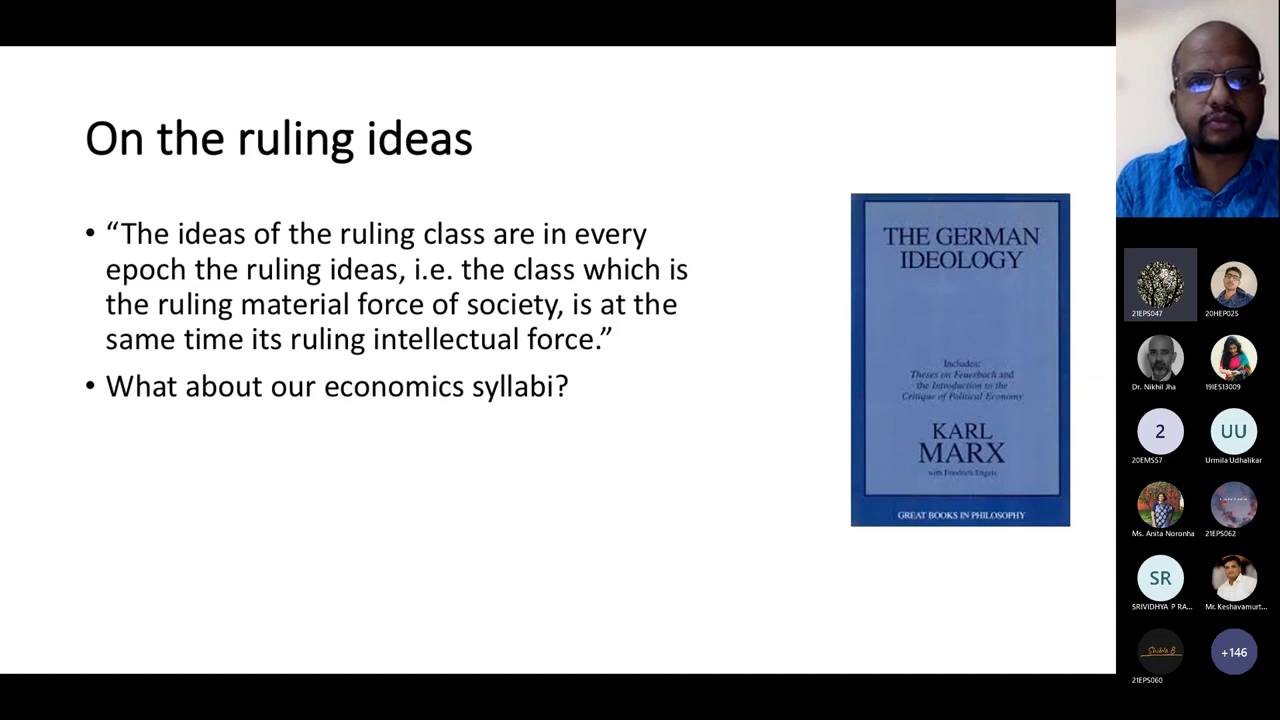 On the ruling ideas
• “The ideas of the ruling class are in every
epoch the ruling ideas, i.e. the class which is
the ruling material force of society, is at the
same time its ruling intellectual force.”
• What about our economics syllabi?
THE GERMAN
IDEOLOGY
Includes:
Theses on Feuerbach and
the Introduction to the
Critique of Political Economy
KARL
MARX
with Friedrich Engels
GREAT BOOKS IN PHILOSOPHY
21EPS047
20HEP025
Dr. Nikhil Jha
19IES13009
2
UU
20EMS57
Urmila Udhalikar
Ms. Anita Noronha
21EPS062
SR
SRIVIDHYA P RA...
Mr. Keshavamurt...
Shibla B
+146
21EPS060